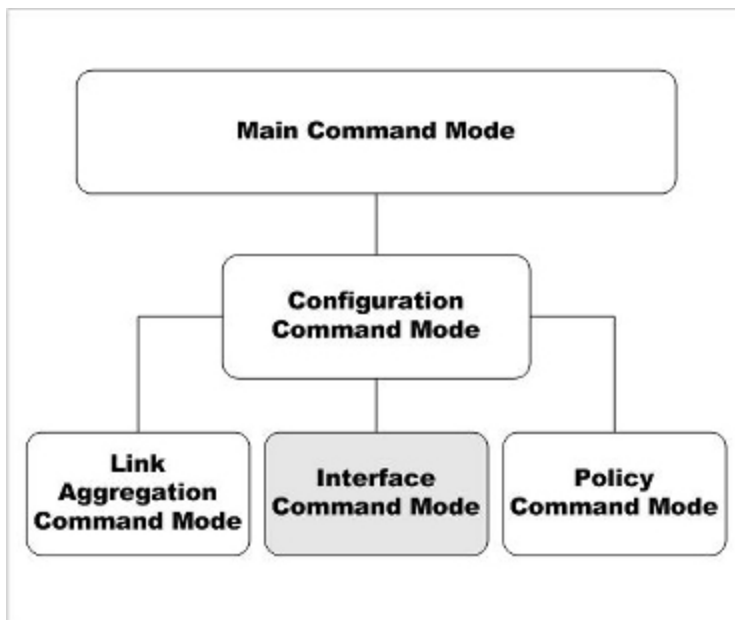 Main Command Mode
Configuration
Command Mode
Link
Aggregation
Command Mode
Interface
Command Mode
Policy
Command Mode